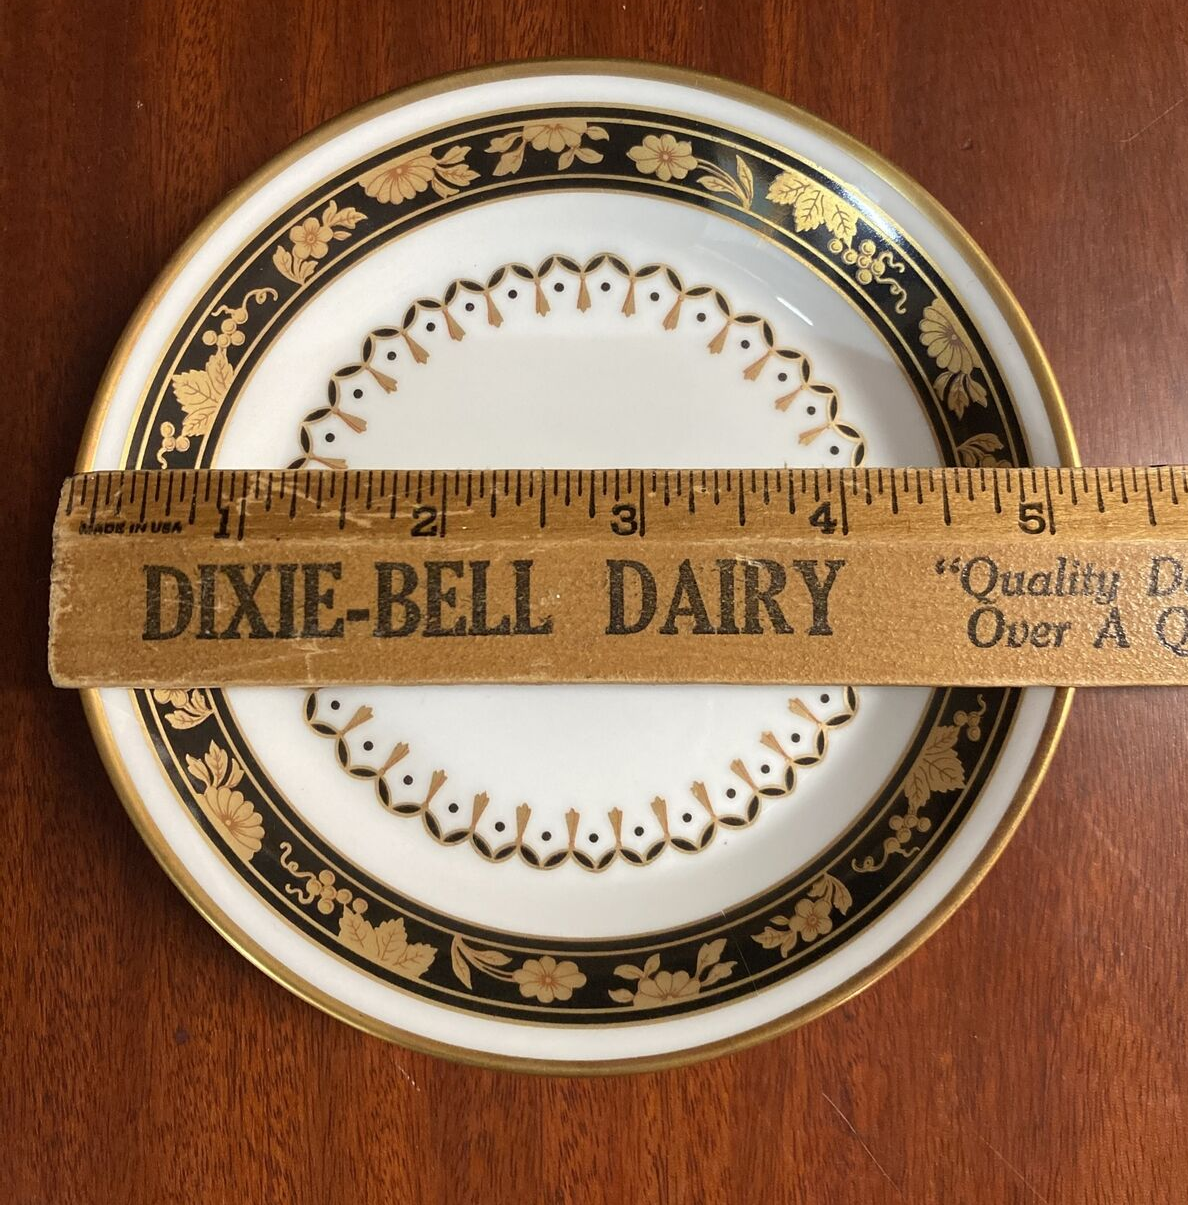 1 2 3 4 5
MADE IN USA
DIXIE-BELL DAIRY
“Quality
Over A